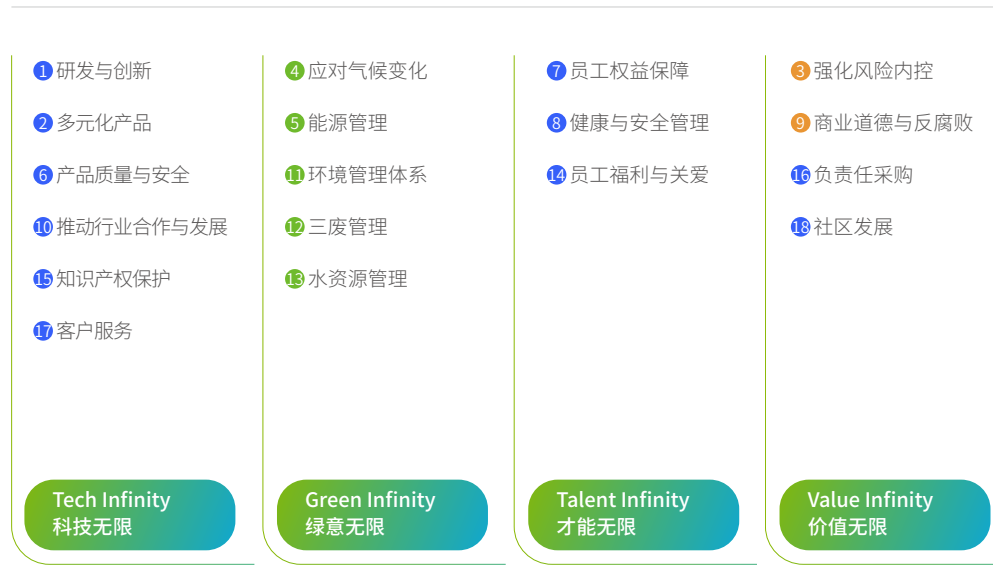 1 研发与创新
2 多元化产品
6 产品质量与安全
10 推动行业合作与发展
15 知识产权保护
17 客户服务
Tech Infinity
科技无限
4 应对气候变化
5 能源管理
11 环境管理体系
12 三废管理
13 水资源管理
Green Infinity
绿意无限
7 员工权益保障
8 健康与安全管理
14 员工福利与关爱
Talent Infinity
才能无限
3 强化风险内控
9 商业道德与反腐败
16 负责任采购
18 社区发展
Value Infinity
价值无限